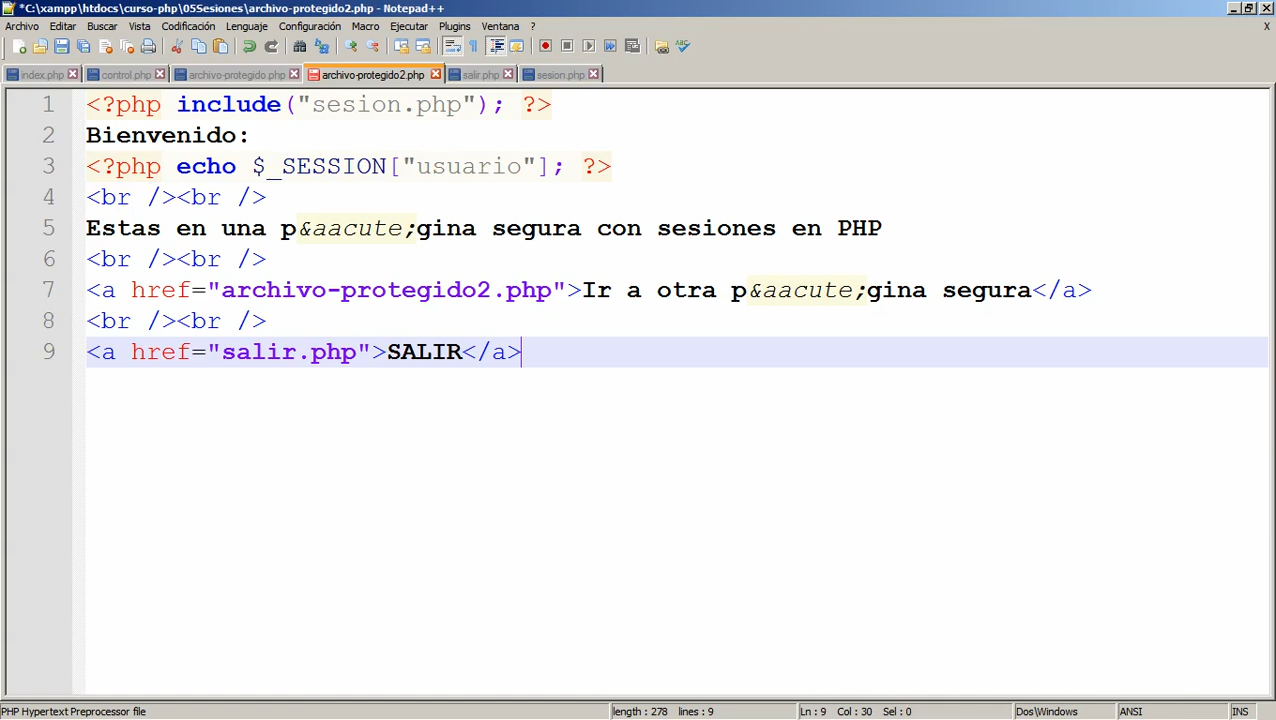 *C:\xampp\htdocs\curso-php\05Sesiones\archivo-protegido2.php - Notepad++
Archivo Editar Buscar Vista Codificación Lenguaje Configuración Macro Ejecutar Plugins Ventana ? X
index.php control.php archivo-protegido.php archivo-protegido2.php salir.php sesion.php
1 <?php include("sesion.php"); ?>
2 Bienvenido:
3 <?php echo $_SESSION["usuario"]; ?>
4 <br /><br />
5 Estas en una p&aacute;gina segura con sesiones en PHP
6 <br /><br />
7 <a href="archivo-protegido2.php">Ir a otra p&aacute;gina segura</a>
8 <br /><br />
9 <a href="salir.php">SALIR</a>
PHP Hypertext Preprocessor file length : 278 lines : 9 Ln : 9 Col : 30 Sel : 0 Dos\Windows ANSI INS